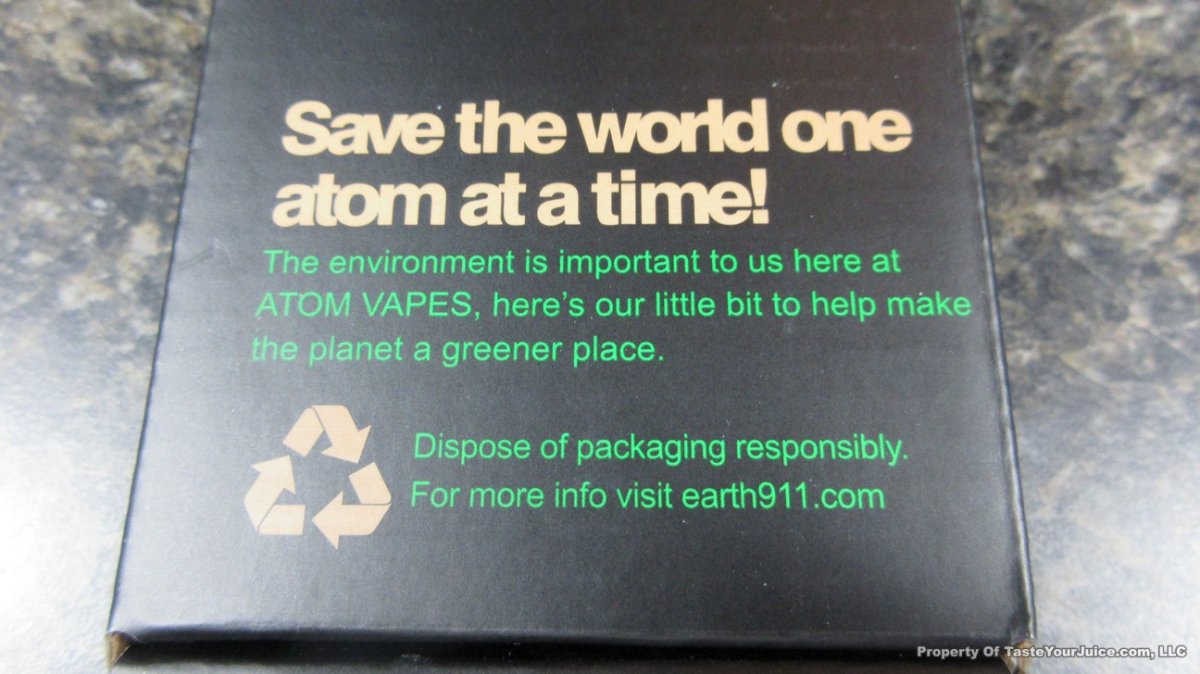 Save the world one
atom at a time!
The environment is important to us here at
ATOM VAPES, here's our little bit to help make
the planet a greener place.
Dispose of packaging responsibly.
For more info visit earth911.com
Property Of TasteYourJuice.com, LLC